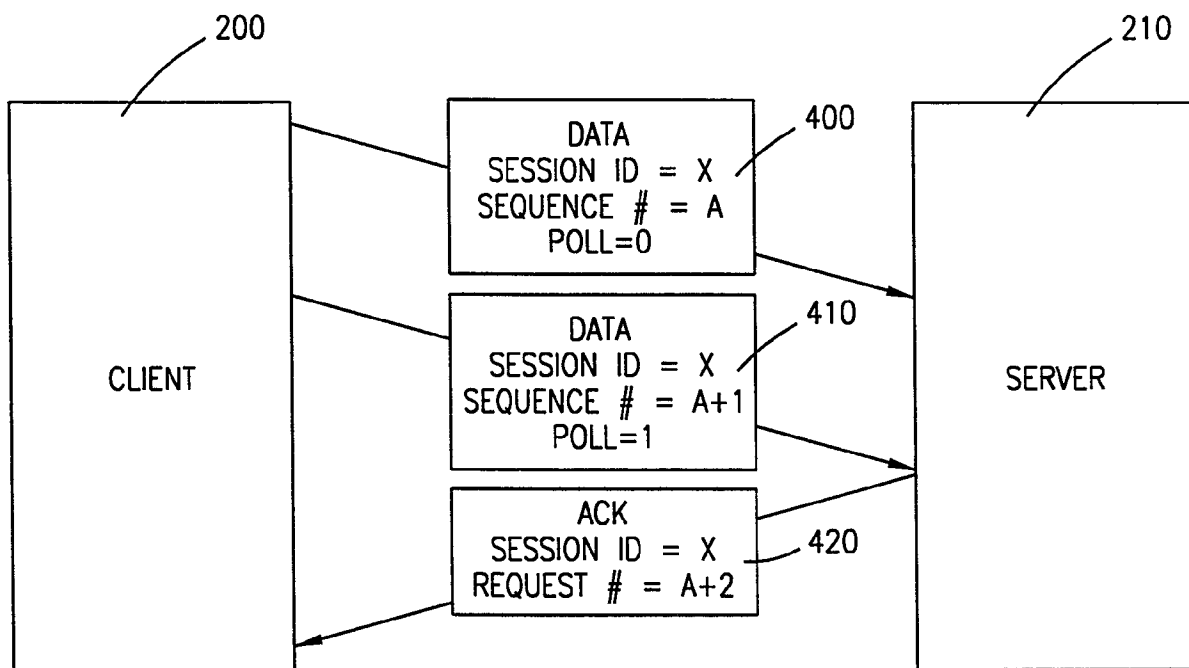 200
210
DATA
SESSION ID = X
SEQUENCE # = A
POLL=0
400
DATA
SESSION ID = X
SEQUENCE # = A+1
POLL=1
410
CLIENT
SERVER
ACK
SESSION ID = X
REQUEST # = A+2
420